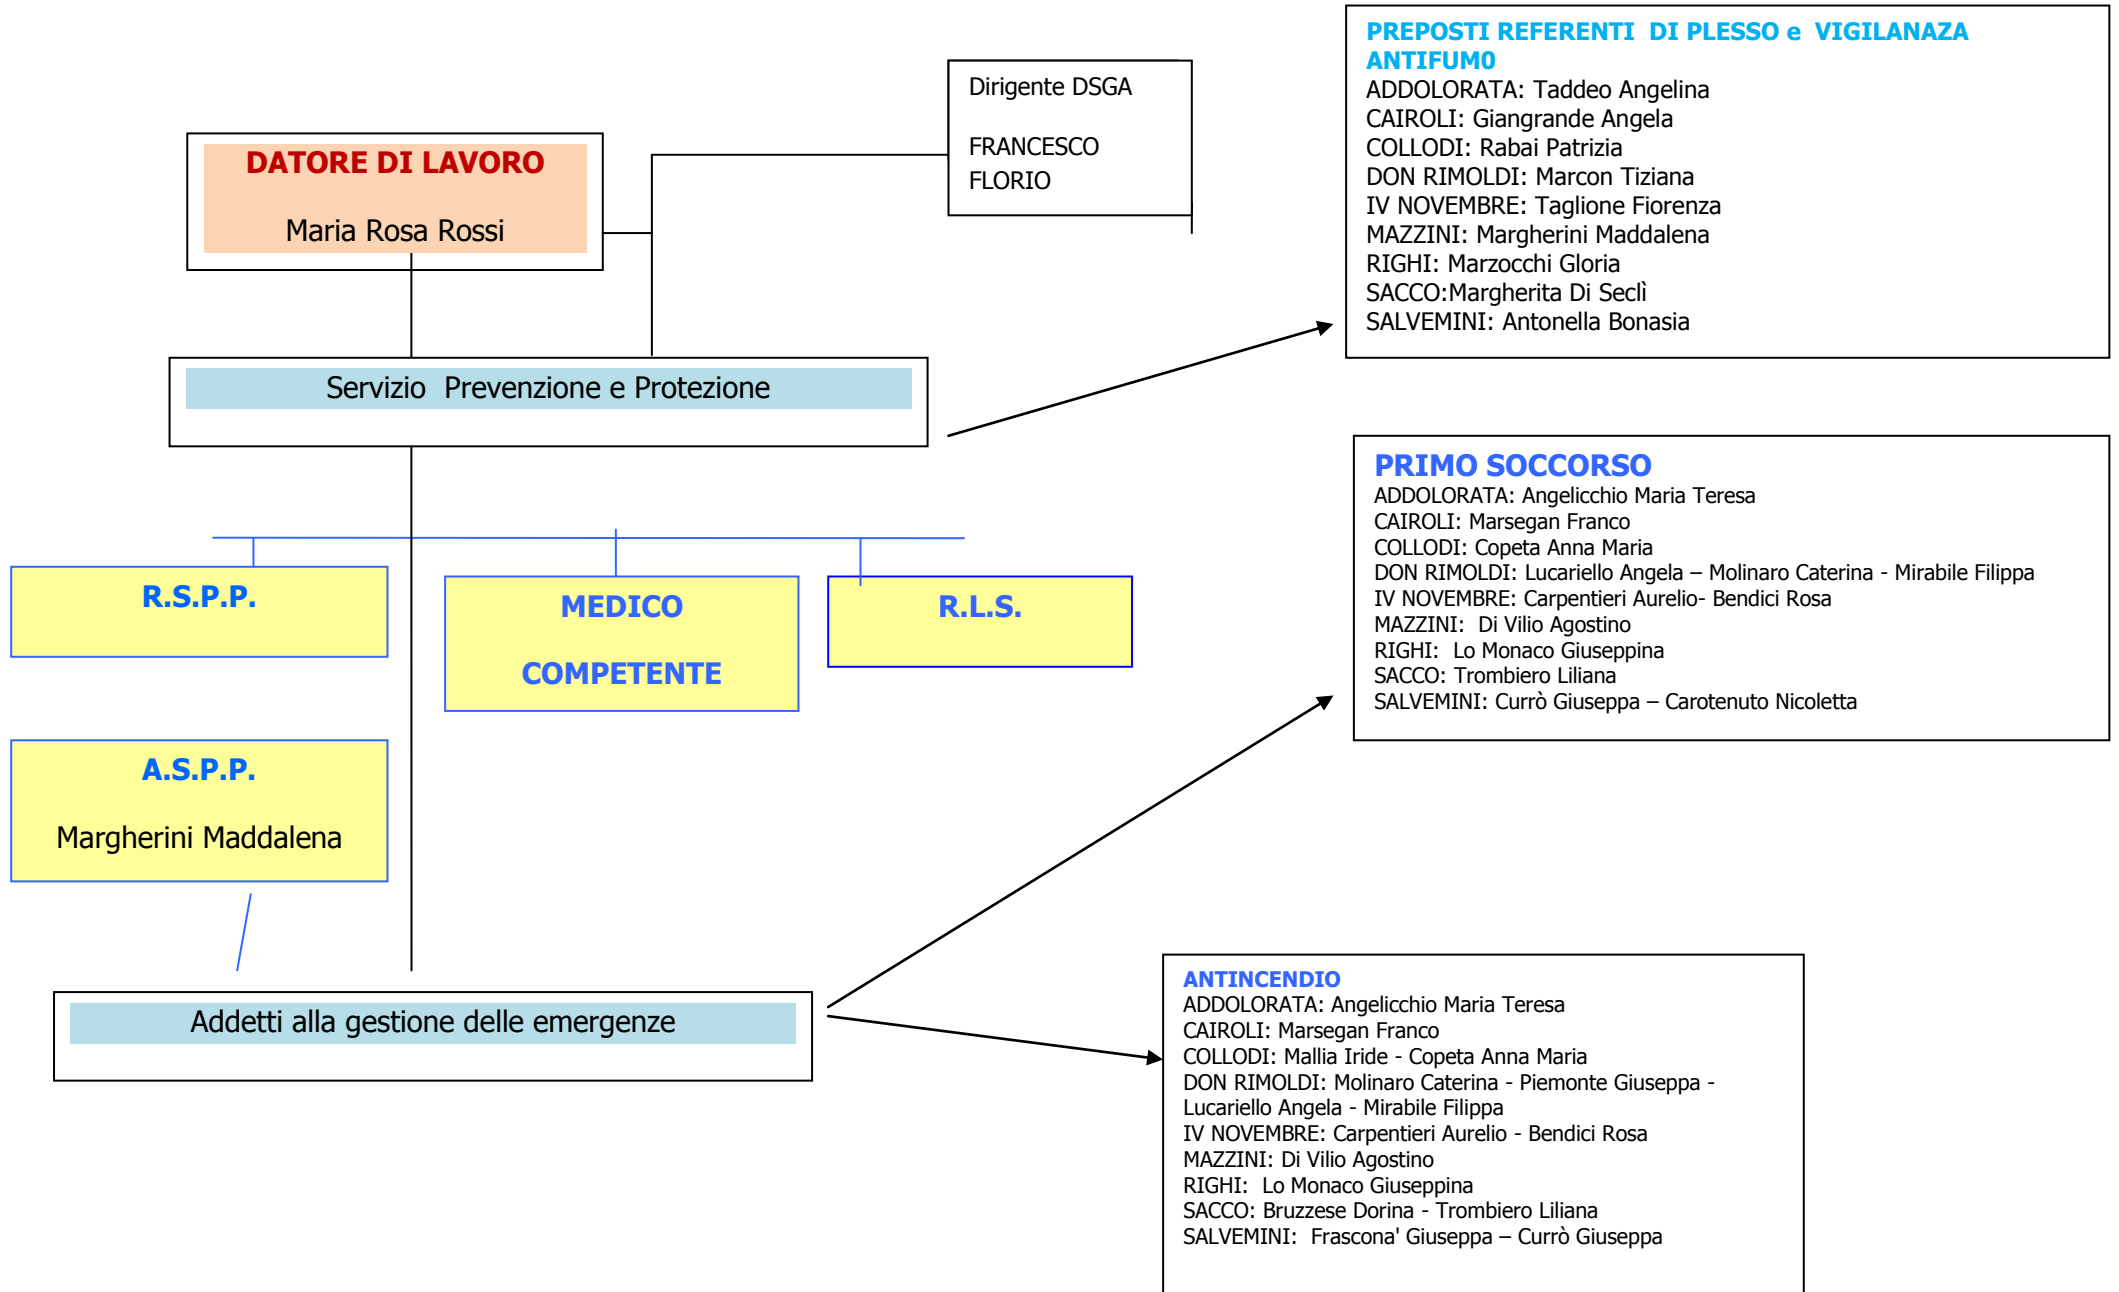 PREPOSTI REFERENTI  DI PLESSO e  VIGILANAZA
ANTIFUM0
ADDOLORATA: Taddeo Angelina
CAIROLI: Giangrande Angela
COLLODI: Rabai Patrizia
DON RIMOLDI: Marcon Tiziana
IV NOVEMBRE: Taglione Fiorenza
MAZZINI: Margherini Maddalena
RIGHI: Marzocchi Gloria
SACCO:Margherita Di Seclì
SALVEMINI: Antonella Bonasia
Dirigente DSGA
FRANCESCO
FLORIO
DATORE DI LAVORO
Maria Rosa Rossi
Servizio  Prevenzione e Protezione
PRIMO SOCCORSO
ADDOLORATA: Angelicchio Maria Teresa
CAIROLI: Marsegan Franco
COLLODI: Copeta Anna Maria
DON RIMOLDI: Lucariello Angela – Molinaro Caterina - Mirabile Filippa
IV NOVEMBRE: Carpentieri Aurelio- Bendici Rosa
MAZZINI:  Di Vilio Agostino
RIGHI:  Lo Monaco Giuseppina
SACCO: Trombiero Liliana
SALVEMINI: Currò Giuseppa – Carotenuto Nicoletta
R.S.P.P.
MEDICO
COMPETENTE
R.L.S.
A.S.P.P.
Margherini Maddalena
Addetti alla gestione delle emergenze
ANTINCENDIO
ADDOLORATA: Angelicchio Maria Teresa
CAIROLI: Marsegan Franco
COLLODI: Mallia Iride - Copeta Anna Maria
DON RIMOLDI: Molinaro Caterina - Piemonte Giuseppa -
Lucariello Angela - Mirabile Filippa
IV NOVEMBRE: Carpentieri Aurelio - Bendici Rosa
MAZZINI: Di Vilio Agostino
RIGHI:  Lo Monaco Giuseppina
SACCO: Bruzzese Dorina - Trombiero Liliana
SALVEMINI:  Frascona' Giuseppa – Currò Giuseppa